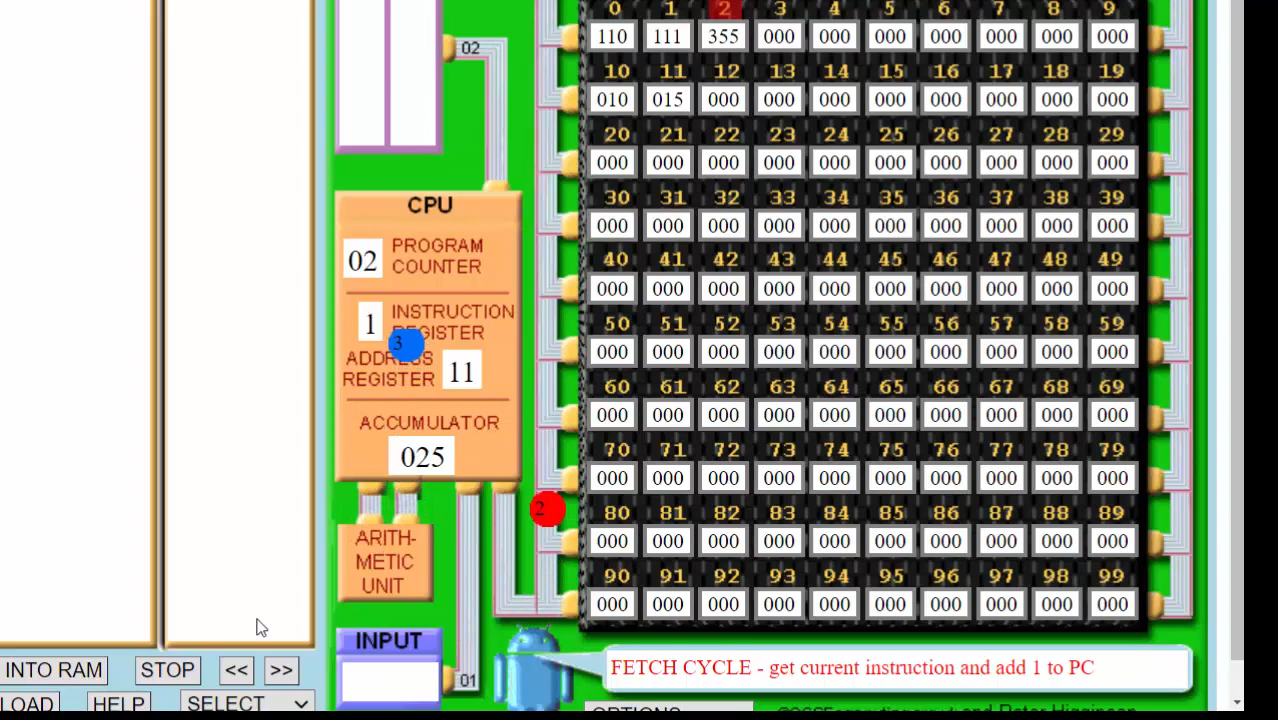 0 1 2 3 4 5 6 7 8 9
110 111 355 000 000 000 000 000 000 000
02
10 11 12 13 14 15 16 17 18 19
010 015 000 000 000 000 000 000 000 000
20 21 22 23 24 25 26 27 28 29
000 000 000 000 000 000 000 000 000 000
30 31 32 33 34 35 36 37 38 39
000 000 000 000 000 000 000 000 000 000
40 41 42 43 44 45 46 47 48 49
000 000 000 000 000 000 000 000 000 000
50 51 52 53 54 55 56 57 58 59
000 000 000 000 000 000 000 000 000 000
60 61 62 63 64 65 66 67 68 69
000 000 000 000 000 000 000 000 000 000
70 71 72 73 74 75 76 77 78 79
000 000 000 000 000 000 000 000 000 000
80 81 82 83 84 85 86 87 88 89
000 000 000 000 000 000 000 000 000 000
90 91 92 93 94 95 96 97 98 99
000 000 000 000 000 000 000 000 000 000
CPU
02 PROGRAM
COUNTER
1 INSTRUCTION
REGISTER
3
ADDRESS
REGISTER 11
ACCUMULATOR
025
2
ARITH-
METIC
UNIT
INPUT
01
FETCH CYCLE - get current instruction and add 1 to PC
INTO RAM STOP << >>
LOAD HELP SELECT
OPTIONS
and Peter Higginson